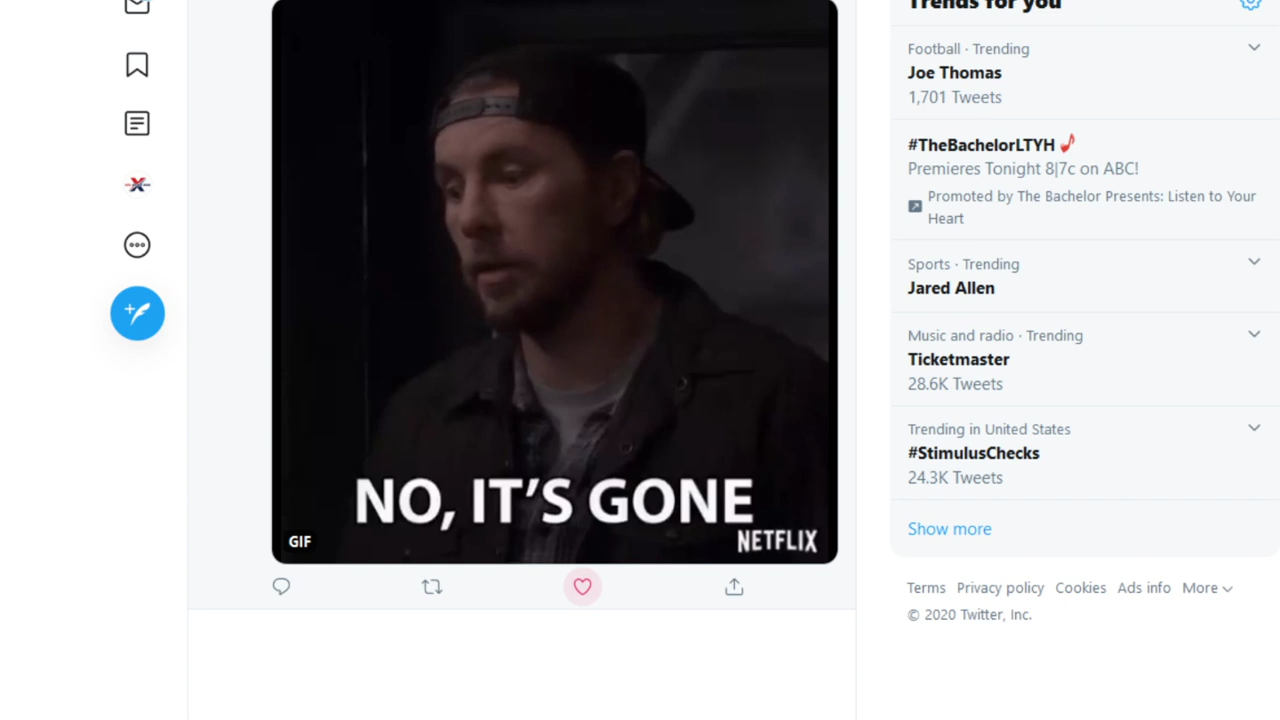 NO, IT'S GONE
GIF
NETFLIX
Trends for you
Football · Trending
Joe Thomas
1,701 Tweets
#TheBachelorLTYH
Premieres Tonight 8|7c on ABC!
Promoted by The Bachelor Presents: Listen to Your
Heart
Sports · Trending
Jared Allen
Music and radio · Trending
Ticketmaster
28.6K Tweets
Trending in United States
#StimulusChecks
24.3K Tweets
Show more
Terms Privacy policy Cookies Ads info More
© 2020 Twitter, Inc.